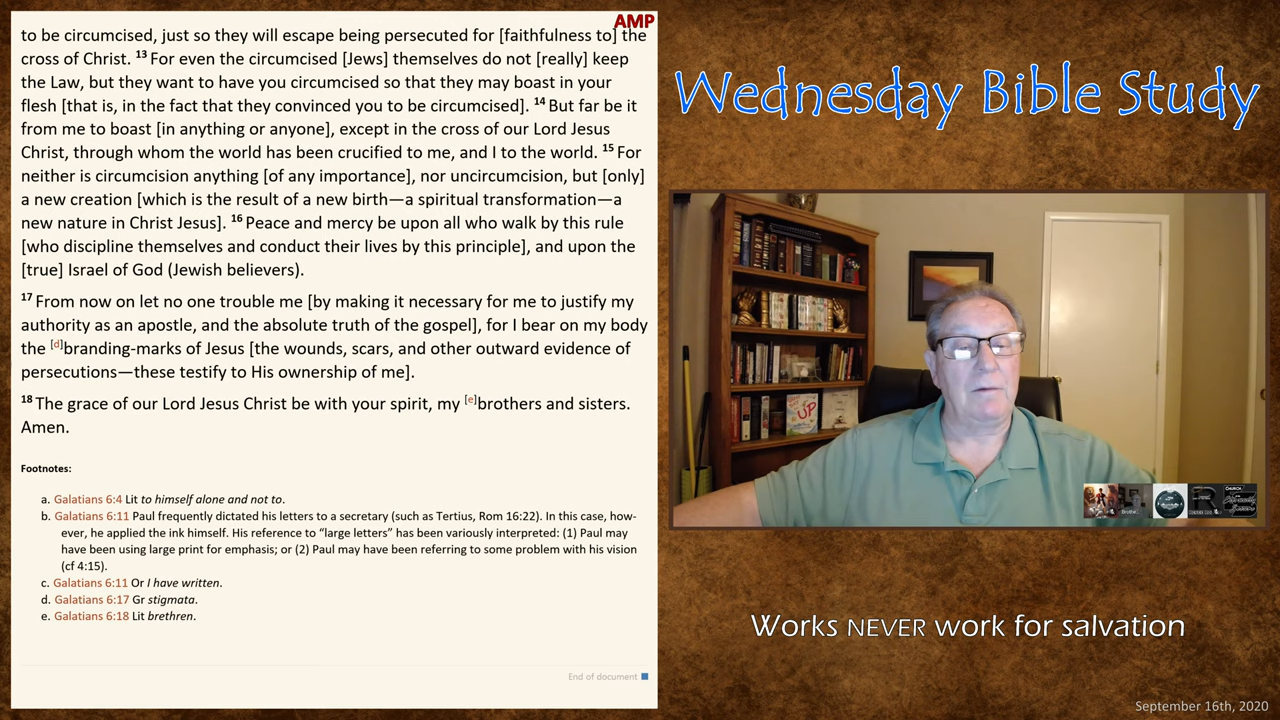 AMP
to be circumcised, just so they will escape being persecuted for [faithfulness to] the
cross of Christ. 13 For even the circumcised [Jews] themselves do not [really] keep
the Law, but they want to have you circumcised so that they may boast in your
flesh [that is, in the fact that they convinced you to be circumcised]. 14 But far be it
from me to boast [in anything or anyone], except in the cross of our Lord Jesus
Christ, through whom the world has been crucified to me, and I to the world. 15 For
neither is circumcision anything [of any importance], nor uncircumcision, but [only]
a new creation [which is the result of a new birth—a spiritual transformation—a
new nature in Christ Jesus]. 16 Peace and mercy be upon all who walk by this rule
[who discipline themselves and conduct their lives by this principle], and upon the
[true] Israel of God (Jewish believers).
17 From now on let no one trouble me [by making it necessary for me to justify my
authority as an apostle, and the absolute truth of the gospel], for I bear on my body
the [d]branding-marks of Jesus [the wounds, scars, and other outward evidence of
persecutions—these testify to His ownership of me].
18 The grace of our Lord Jesus Christ be with your spirit, my [e]brothers and sisters.
Amen.
Footnotes:
a. Galatians 6:4 Lit to himself alone and not to.
b. Galatians 6:11 Paul frequently dictated his letters to a secretary (such as Tertius, Rom 16:22). In this case, how-
ever, he applied the ink himself. His reference to “large letters” has been variously interpreted: (1) Paul may
have been using large print for emphasis; or (2) Paul may have been referring to some problem with his vision
(cf 4:15).
c. Galatians 6:11 Or I have written.
d. Galatians 6:17 Gr stigmata.
e. Galatians 6:18 Lit brethren.
End of document
Wednesday Bible Study
UP
Brothe...
Works NEVER work for salvation
September 16th, 2020